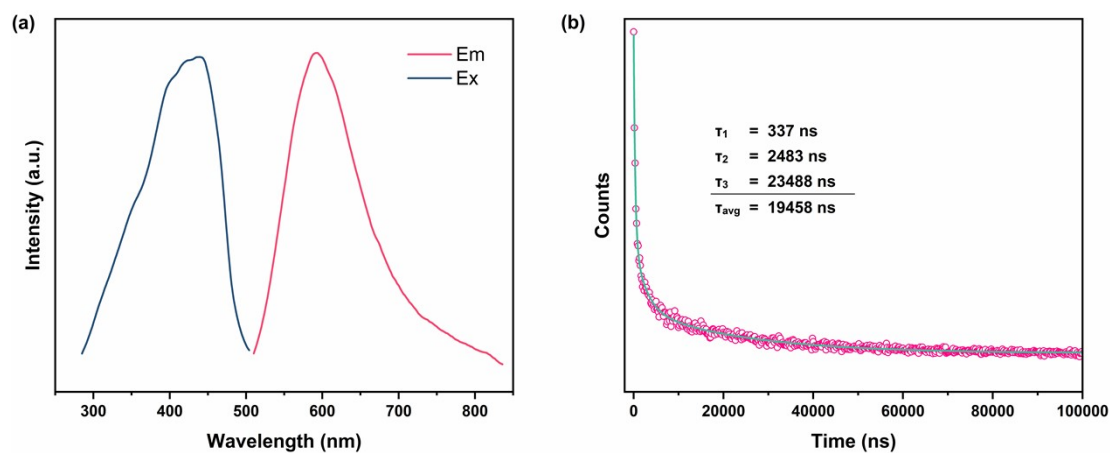 (a)
Em
Ex
Intensity (a.u.)
300 400 500 600 700 800
Wavelength (nm)
(b)
τ1 = 337 ns
τ2 = 2483 ns
τ3 = 23488 ns
τavg = 19458 ns
Counts
0 20000 40000 60000 80000 100000
Time (ns)